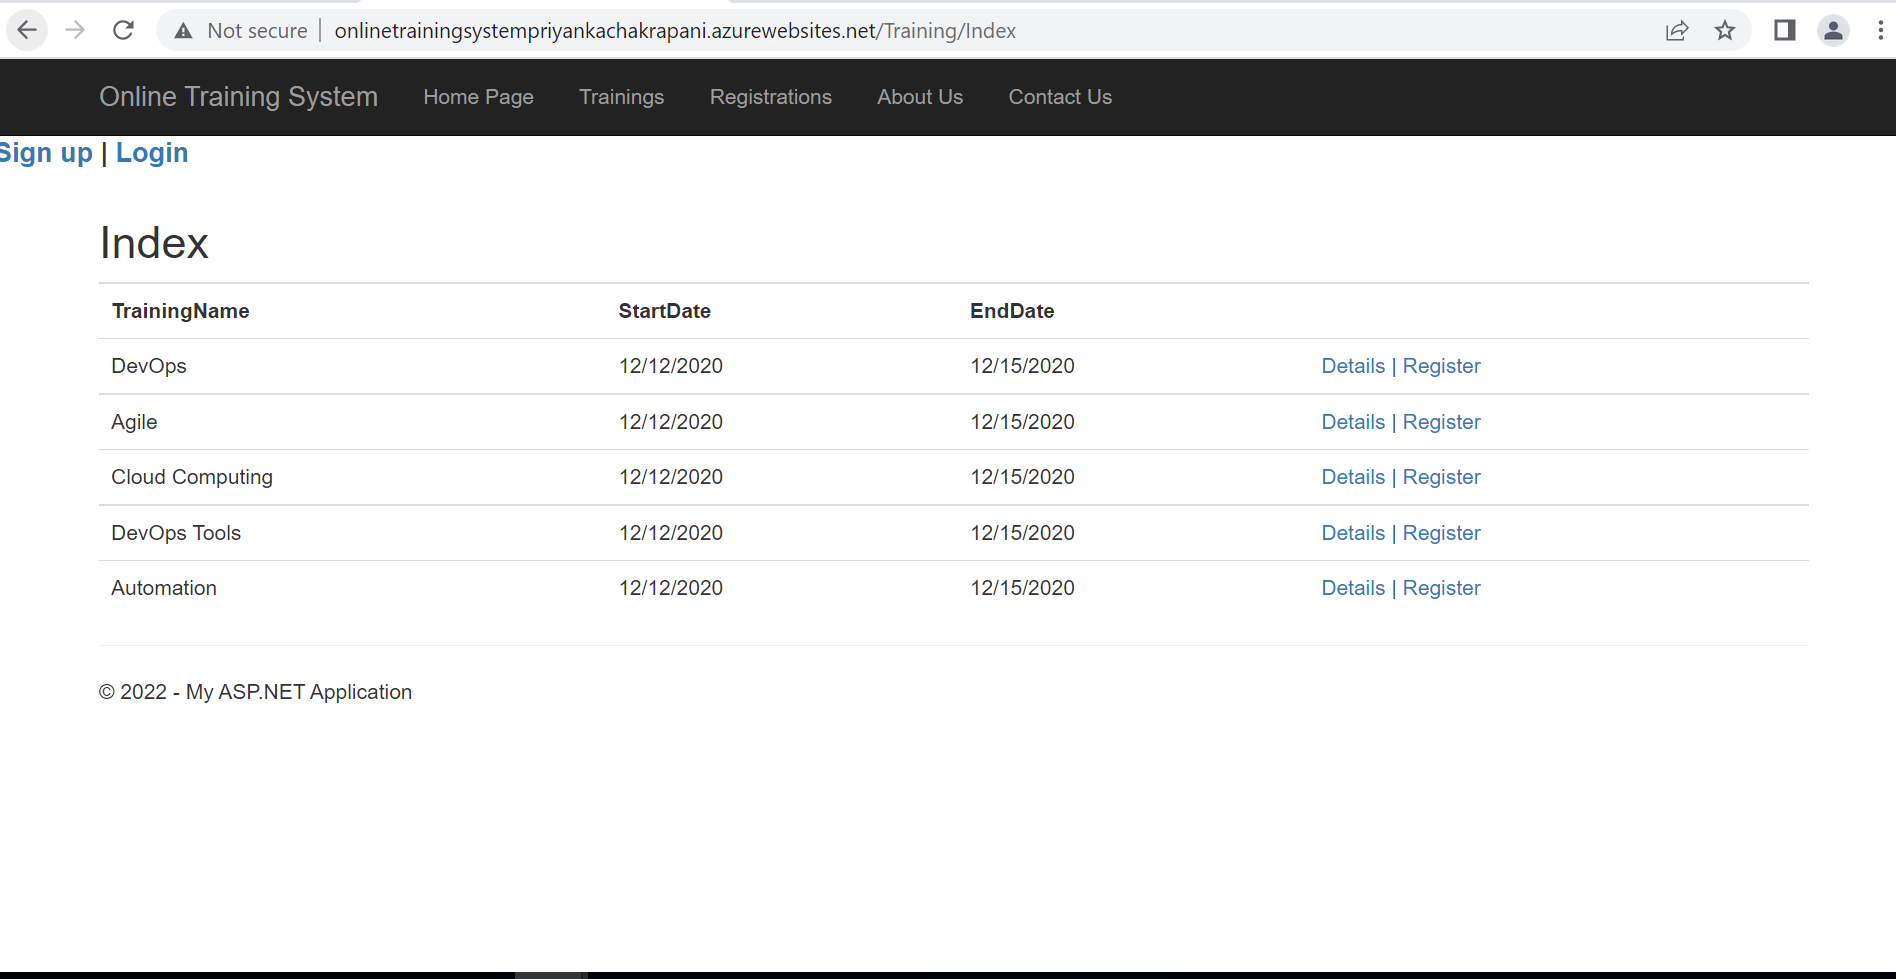 Not secure | onlinetrainingsystempriyankachakrapani.azurewebsites.net/Training/Index
Online Training System Home Page Trainings Registrations About Us Contact Us
Sign up | Login
Index
TrainingName StartDate EndDate
DevOps 12/12/2020 12/15/2020 Details | Register
Agile 12/12/2020 12/15/2020 Details | Register
Cloud Computing 12/12/2020 12/15/2020 Details | Register
DevOps Tools 12/12/2020 12/15/2020 Details | Register
Automation 12/12/2020 12/15/2020 Details | Register
© 2022 - My ASP.NET Application